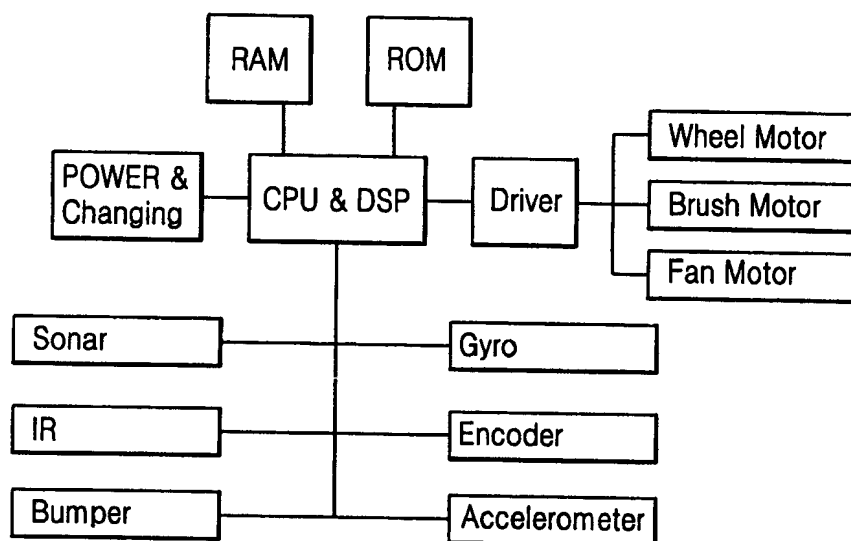 RAM
ROM
POWER &
Changing
CPU & DSP
Driver
Wheel Motor
Brush Motor
Fan Motor
Sonar
Gyro
IR
Encoder
Bumper
Accelerometer